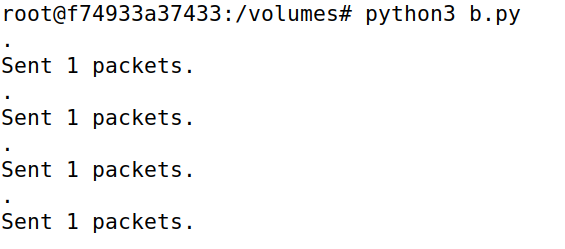 root@f74933a37433:/volumes# python3 b.py
.
Sent 1 packets.
.
Sent 1 packets.
.
Sent 1 packets.
.
Sent 1 packets.